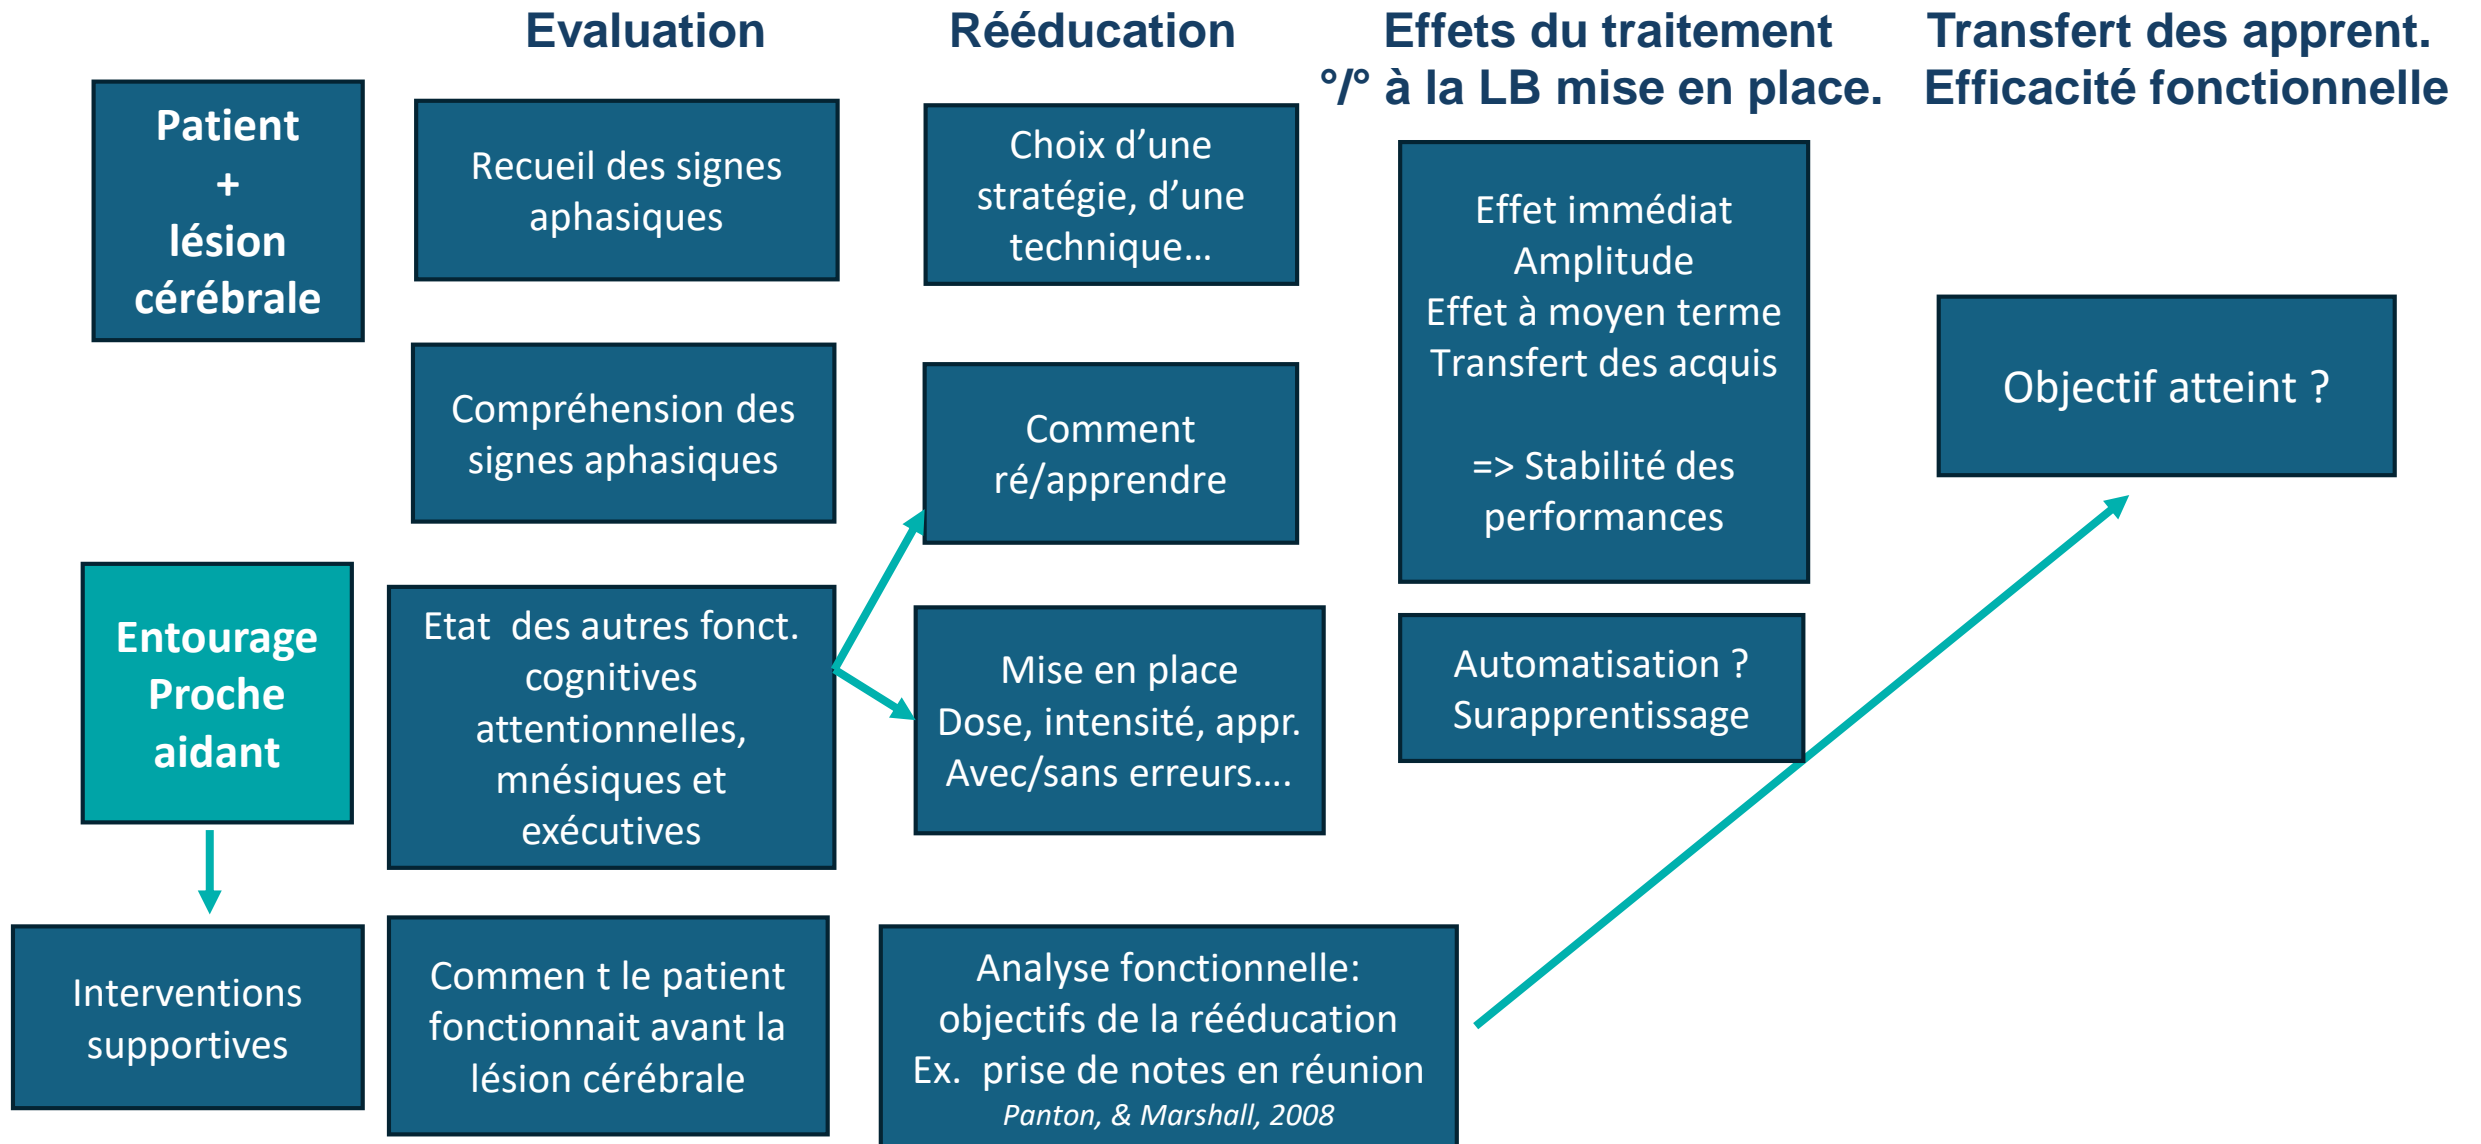 Evaluation
Rééducation
Effets du traitement
°/° à la LB mise en place.
Transfert des apprent.
Efficacité fonctionnelle
Patient
+
lésion
cérébrale
Entourage
Proche
aidant
Interventions
supportives
Recueil des signes
aphasiques
Compréhension des
signes aphasiques
Etat  des autres fonct.
cognitives
attentionnelles,
mnésiques et
exécutives
Commen t le patient
fonctionnait avant la
lésion cérébrale
Choix d’une
stratégie, d’une
technique…
Comment
ré/apprendre
Mise en place
Dose, intensité, appr.
Avec/sans erreurs….
Analyse fonctionnelle:
objectifs de la rééducation
Ex.  prise de notes en réunion
Panton, & Marshall, 2008
Effet immédiat
Amplitude
Effet à moyen terme
Transfert des acquis
=> Stabilité des
performances
Automatisation ?
Surapprentissage
Objectif atteint ?